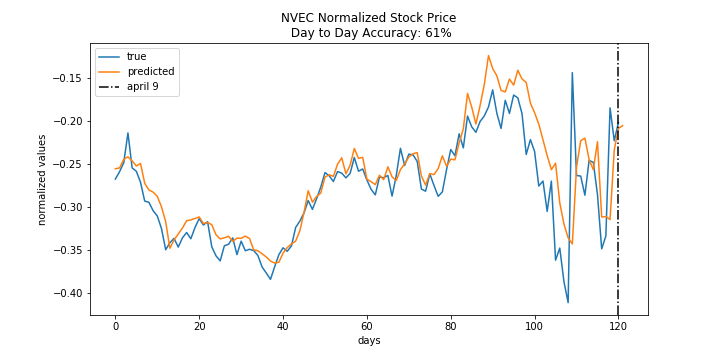 NVEC Normalized Stock Price
Day to Day Accuracy: 61%
true
predicted
april 9
normalized values
−0.15
−0.20
−0.25
−0.30
−0.35
−0.40
0
20
40
60
80
100
120
days